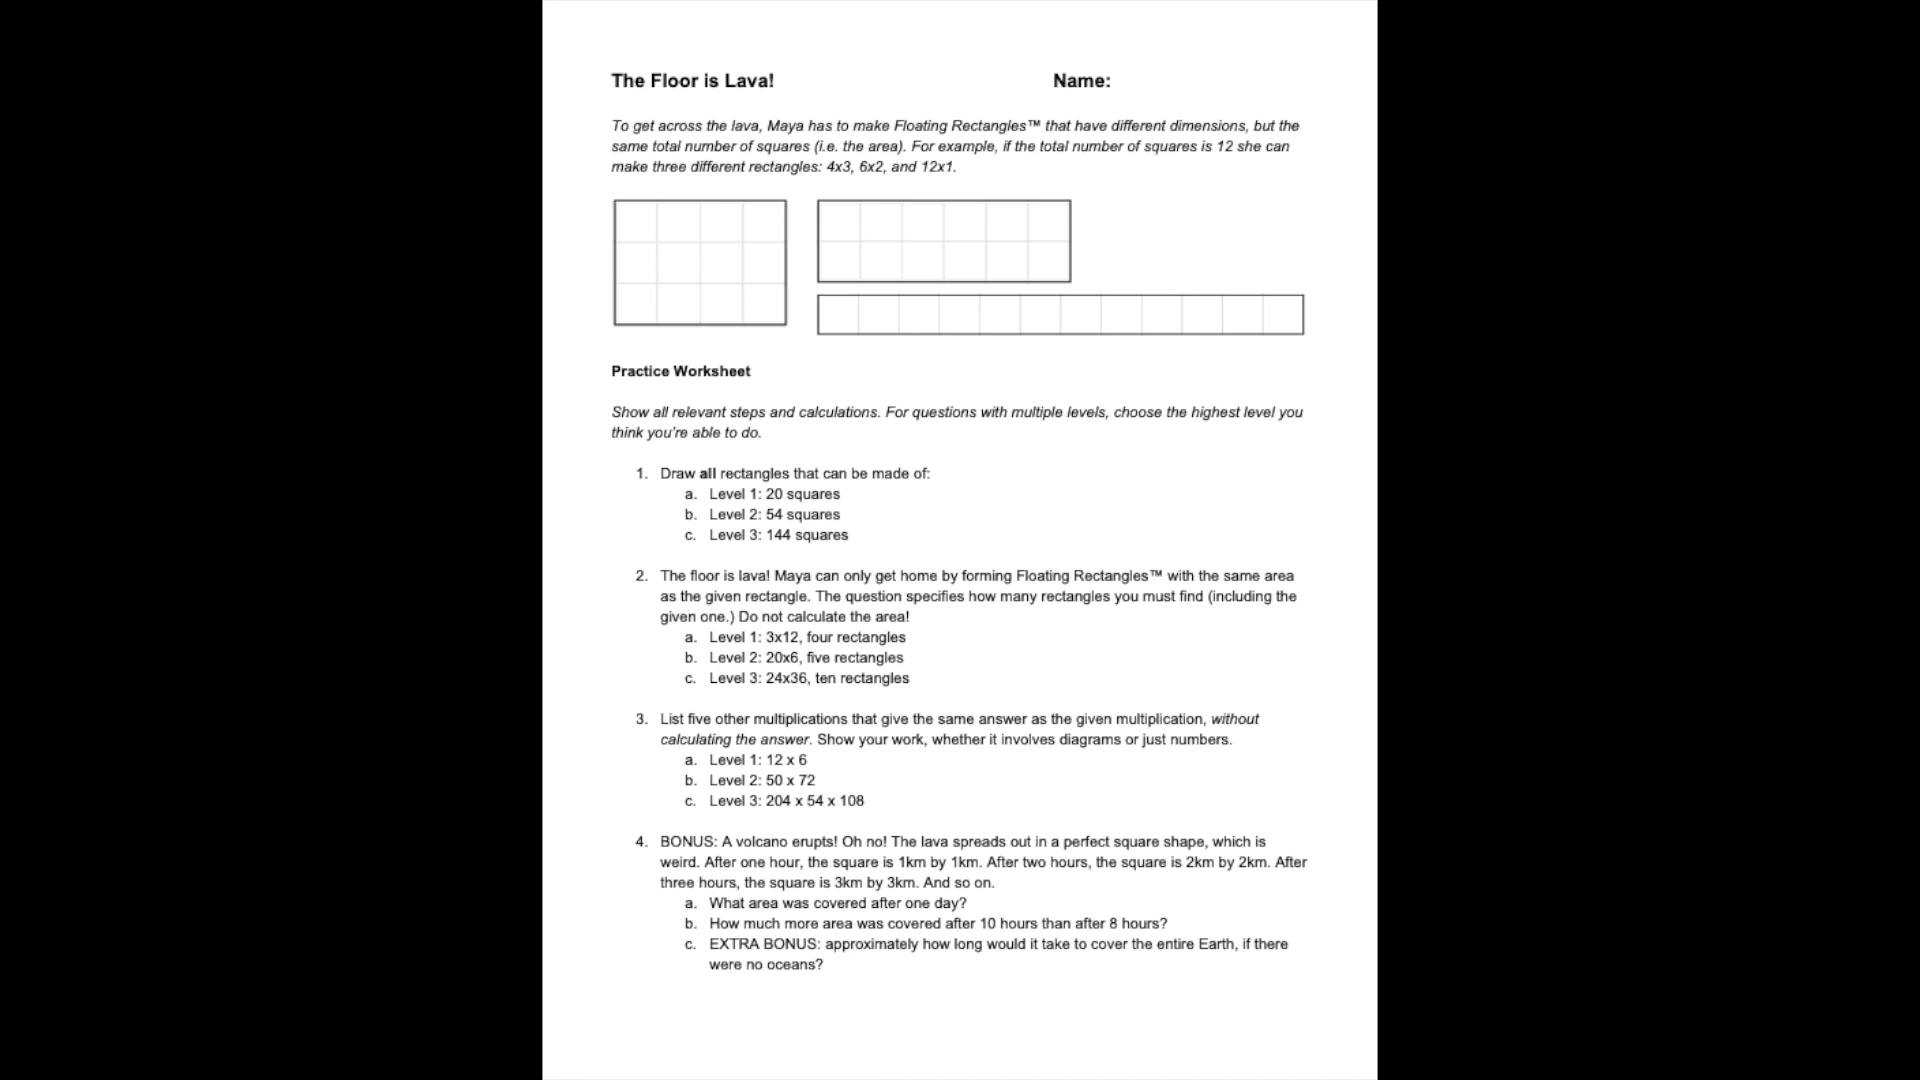 The Floor is Lava! Name:
To get across the lava, Maya has to make Floating Rectangles™ that have different dimensions, but the
same total number of squares (i.e. the area). For example, if the total number of squares is 12 she can
make three different rectangles: 4x3, 6x2, and 12x1.
Practice Worksheet
Show all relevant steps and calculations. For questions with multiple levels, choose the highest level you
think you're able to do.
1. Draw all rectangles that can be made of:
a. Level 1: 20 squares
b. Level 2: 54 squares
c. Level 3: 144 squares
2. The floor is lava! Maya can only get home by forming Floating Rectangles™ with the same area
as the given rectangle. The question specifies how many rectangles you must find (including the
given one.) Do not calculate the area!
a. Level 1: 3x12, four rectangles
b. Level 2: 20x6, five rectangles
c. Level 3: 24x36, ten rectangles
3. List five other multiplications that give the same answer as the given multiplication, without
calculating the answer. Show your work, whether it involves diagrams or just numbers.
a. Level 1: 12 x 6
b. Level 2: 50 x 72
c. Level 3: 204 x 54 x 108
4. BONUS: A volcano erupts! Oh no! The lava spreads out in a perfect square shape, which is
weird. After one hour, the square is 1km by 1km. After two hours, the square is 2km by 2km. After
three hours, the square is 3km by 3km. And so on.
a. What area was covered after one day?
b. How much more area was covered after 10 hours than after 8 hours?
c. EXTRA BONUS: approximately how long would it take to cover the entire Earth, if there
were no oceans?